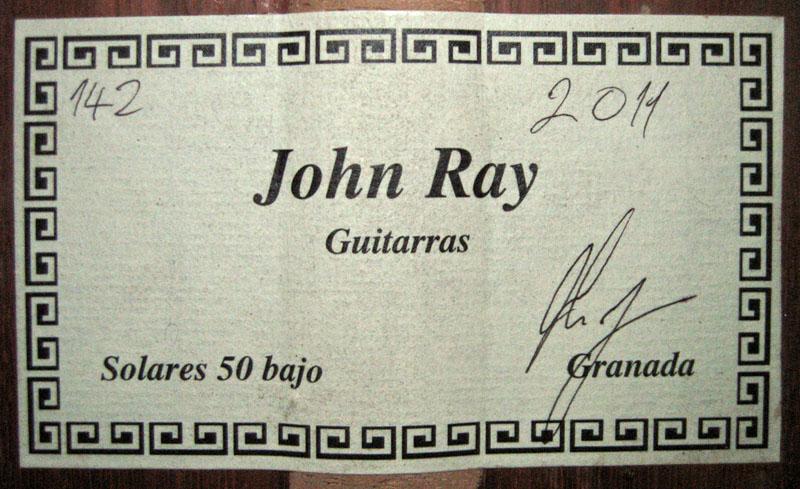 142 2011
John Ray
Guitarras
Solares 50 bajo Granada